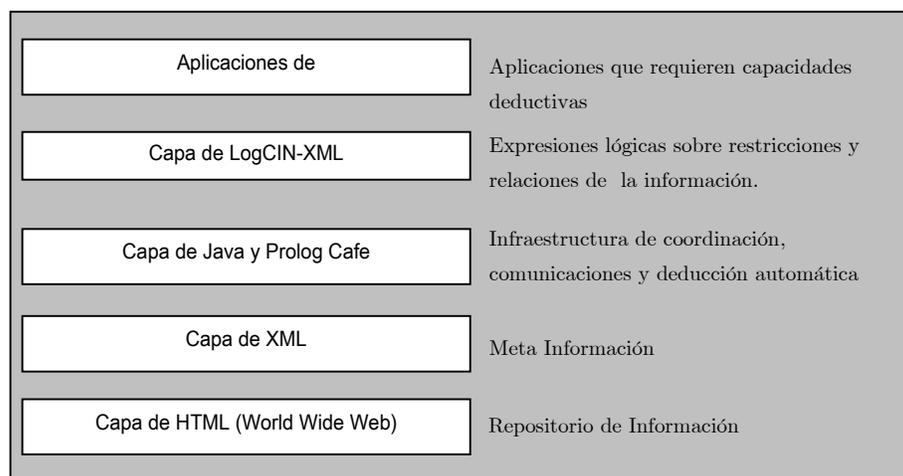 Aplicaciones de
Aplicaciones que requieren capacidades
deductivas
Capa de LogCIN-XML
Expresiones lógicas sobre restricciones y
relaciones de la información.
Capa de Java y Prolog Cafe
Infraestructura de coordinación,
comunicaciones y deducción automática
Capa de XML
Meta Información
Capa de HTML (World Wide Web)
Repositorio de Información